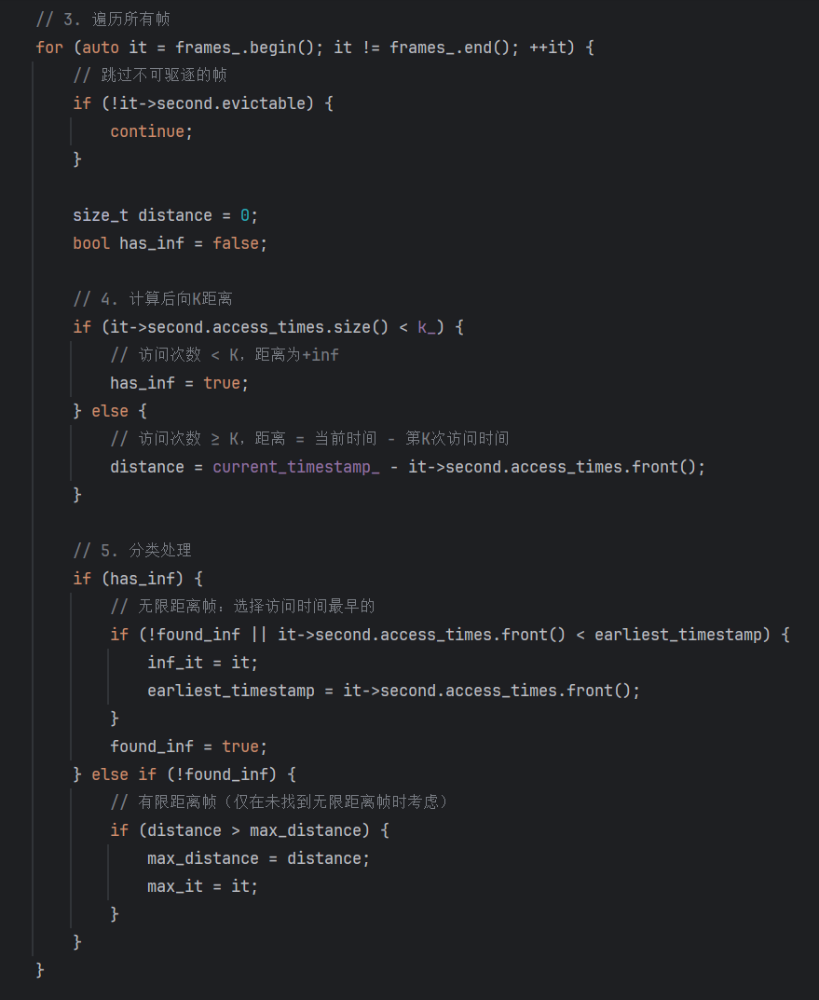 // 3. 遍历所有帧
for (auto it = frames_.begin(); it != frames_.end(); ++it) {
// 跳过不可驱逐的帧
if (!it->second.evictable) {
continue;
}
size_t distance = 0;
bool has_inf = false;
// 4. 计算后向K距离
if (it->second.access_times.size() < k_) {
// 访问次数 < K，距离为+inf
has_inf = true;
} else {
// 访问次数 ≥ K，距离 = 当前时间 - 第K次访问时间
distance = current_timestamp_ - it->second.access_times.front();
}
// 5. 分类处理
if (has_inf) {
// 无限距离帧：选择访问时间最早的
if (!found_inf || it->second.access_times.front() < earliest_timestamp) {
inf_it = it;
earliest_timestamp = it->second.access_times.front();
}
found_inf = true;
} else if (!found_inf) {
// 有限距离帧（仅在未找到无限距离帧时考虑）
if (distance > max_distance) {
max_distance = distance;
max_it = it;
}
}
}